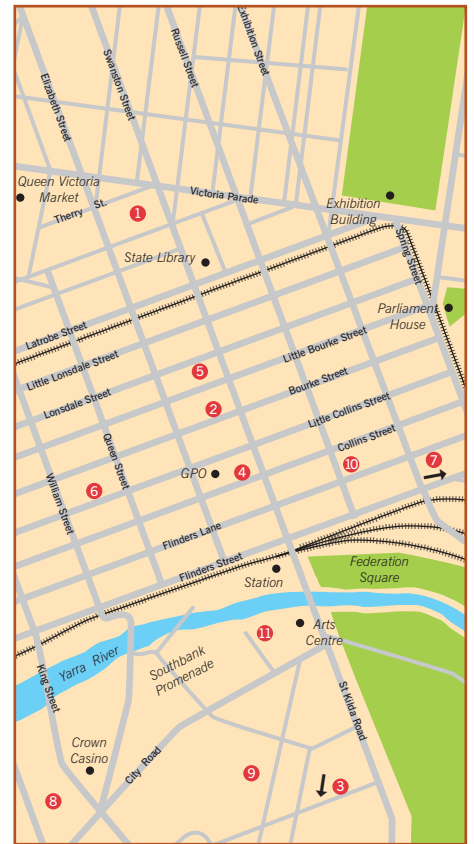 Exhibition Street
Russell Street
Swanston Street
Elizabeth Street
Queen Victoria
Market
Victoria Parade
Therry St.
1
Exhibition
Building
State Library
Spring Street
Parliament
House
Latrobe Street
Little Lonsdale Street
Lonsdale Street
Little Bourke Street
Bourke Street
Little Collins Street
Collins Street
5
2
Queen Street
GPO
4
10
7
William Street
6
Flinders Lane
Flinders Street
Station
Federation
Square
11
Arts
Centre
Yarra River
Southbank
Promenade
King Street
St Kilda Road
Crown
Casino
City Road
8
9
3